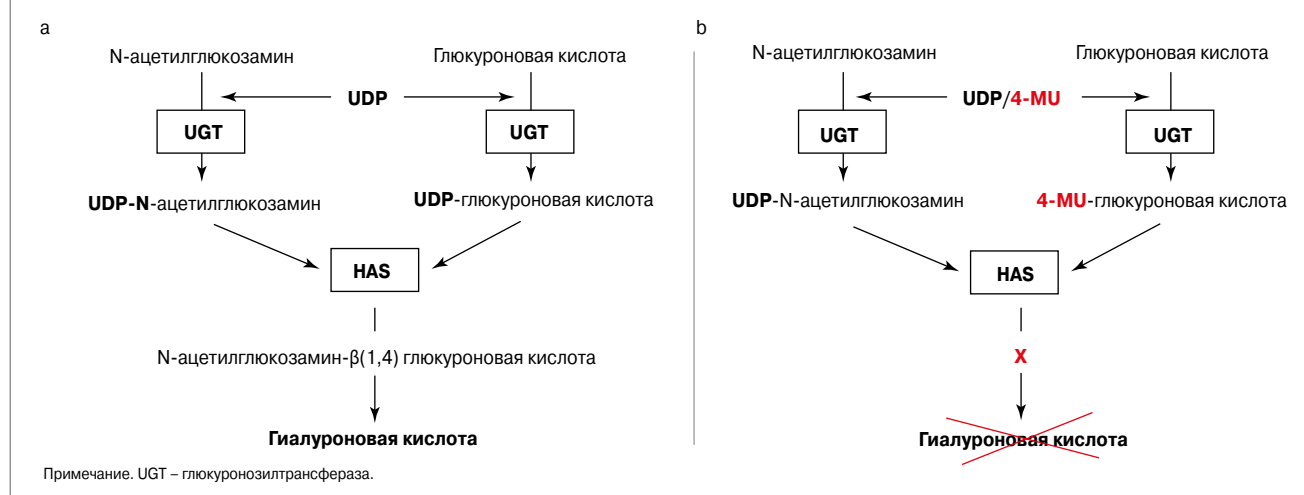 a
N-ацетилглюкозамин Глюкуроновая кислота
UDP
UGT UGT
UDP-N-ацетилглюкозамин UDP-глюкуроновая кислота
HAS
N-ацетилглюкозамин-β(1,4) глюкуроновая кислота
Гиалуроновая кислота
b
N-ацетилглюкозамин Глюкуроновая кислота
UDP/4-MU
UGT UGT
UDP-N-ацетилглюкозамин 4-MU-глюкуроновая кислота
HAS
X
Гиалуроновая кислота
Примечание. UGT – глюкуронозилтрансфераза.